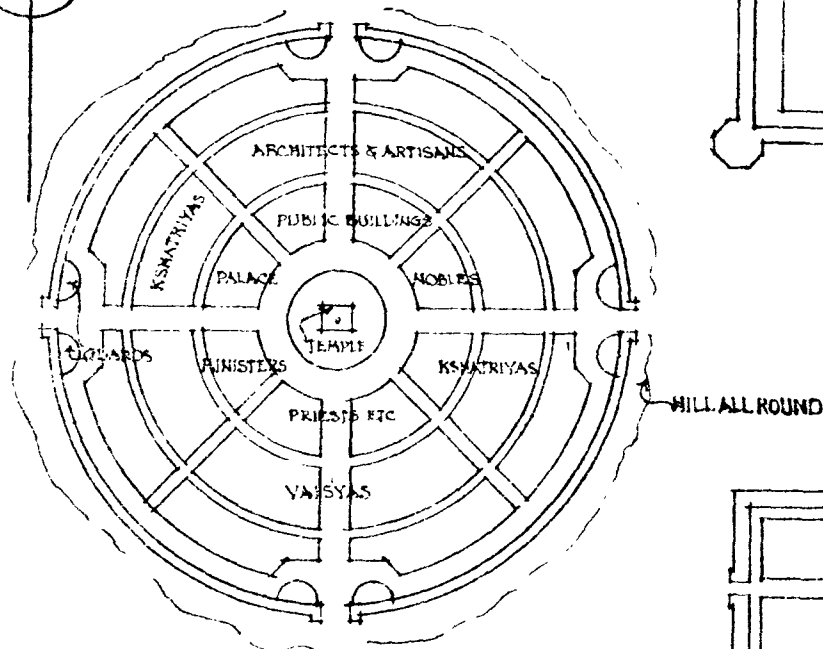 ARCHITECTS & ARTISANS
KSHATRIYAS
PUBLIC BUILDINGS
PALACE
NOBLES
TEMPLE
GUARDS
MINISTERS
KSHATRIYAS
HILL ALL ROUND
PRIESTS ETC
VAISYAS